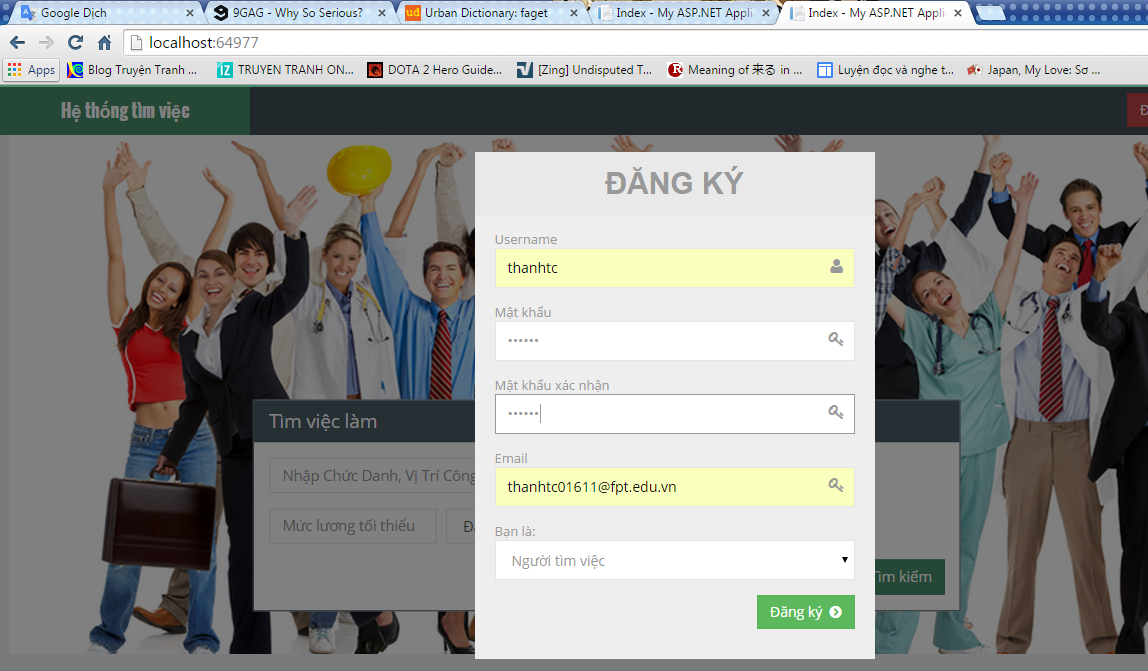 Google Dịch
9GAG - Why So Serious?
Urban Dictionary: faget
Index - My ASP.NET Appli
Index - My ASP.NET Appli
localhost:64977
Apps
Blog Truyện Tranh ...
TRUYEN TRANH ON...
DOTA 2 Hero Guide...
[Zing] Undisputed T...
Meaning of 来る in ...
Luyện đọc và nghe t...
Japan, My Love: Sơ ...
Hệ thống tìm việc
ĐĂNG KÝ
Username
thanhtc
Mật khẩu
••••••
Mật khẩu xác nhận
••••••
Email
thanhtc01611@fpt.edu.vn
Bạn là:
Người tìm việc
Đăng ký
Tìm việc làm
Nhập Chức Danh, Vị Trí Công
Mức lương tối thiểu
Tìm kiếm